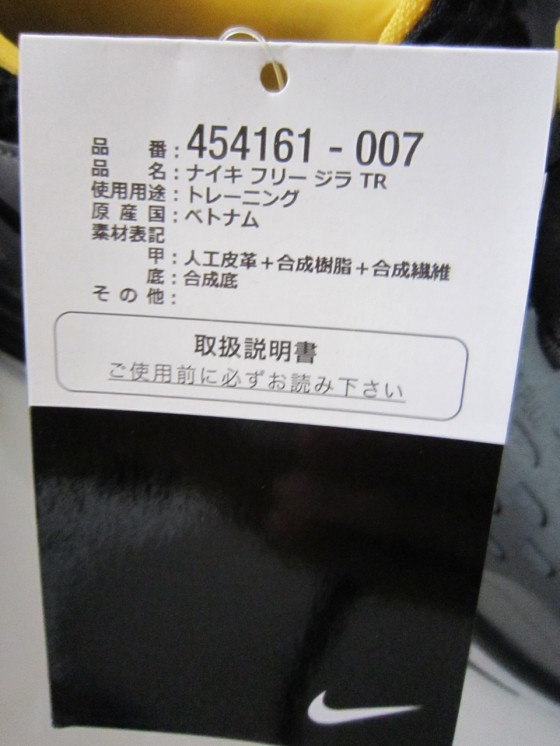 品 番 : 454161 - 007
品 名 : ナイキ フリー ジラ TR
使用用途 : トレーニング
原 産 国 : ベトナム
素材表記
甲 : 人工皮革+合成樹脂+合成繊維
底 : 合成底
そ の 他 :
取扱説明書
ご使用前に必ずお読み下さい